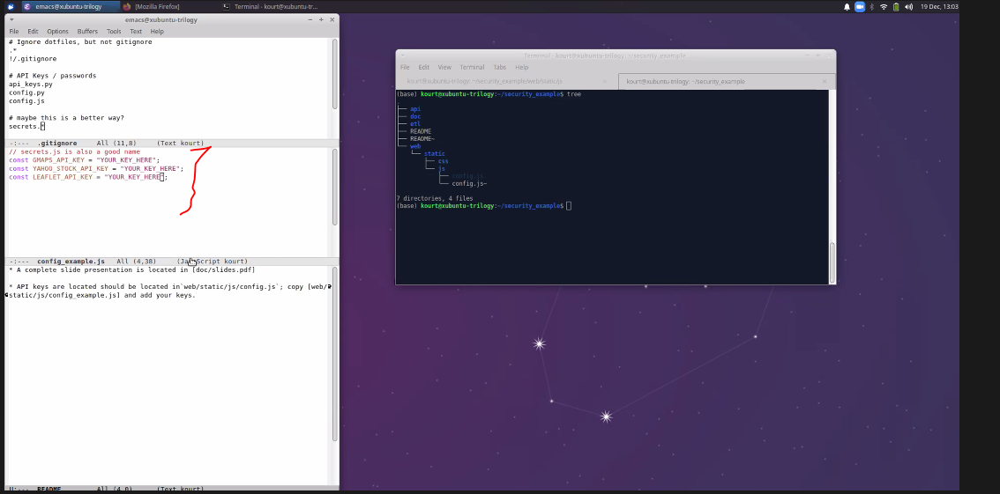 emacs@xubuntu-trilogy
[Mozilla Firefox]
Terminal - kourt@xubuntu-tr...
19 Dec, 13:03
emacs@xubuntu-trilogy
File Edit Options Buffers Tools Text Help
# Ignore dotfiles, but not gitignore
.*
!/.gitignore
# API Keys / passwords
api_keys.py
config.py
config.js
# maybe this is a better way?
secrets.*
-:--- .gitignore All (11,8) (Text kourt)
// secrets.js is also a good name
const GMAPS_API_KEY = "YOUR_KEY_HERE";
const YAHOO_STOCK_API_KEY = "YOUR_KEY_HERE";
const LEAFLET_API_KEY = "YOUR_KEY_HERE";
-:--- config_example.js All (4,38) (JavaScript kourt)
* A complete slide presentation is located in [doc/slides.pdf]
* API keys are located should be located in`web/static/js/config.js`; copy [web/
static/js/config_example.js] and add your keys.
U:--- README All (4,0) (Text kourt)
Terminal - kourt@xubuntu-trilogy: ~/security_example
File Edit View Terminal Tabs Help
kourt@xubuntu-trilogy: ~/security_example/web/static/js
kourt@xubuntu-trilogy: ~/security_example
(base) kourt@xubuntu-trilogy:~/security_example$ tree
.
├── api
├── doc
├── etl
├── README
├── README~
└── web
└── static
├── css
└── js
├── config.js
└── config.js~
7 directories, 4 files
(base) kourt@xubuntu-trilogy:~/security_example$